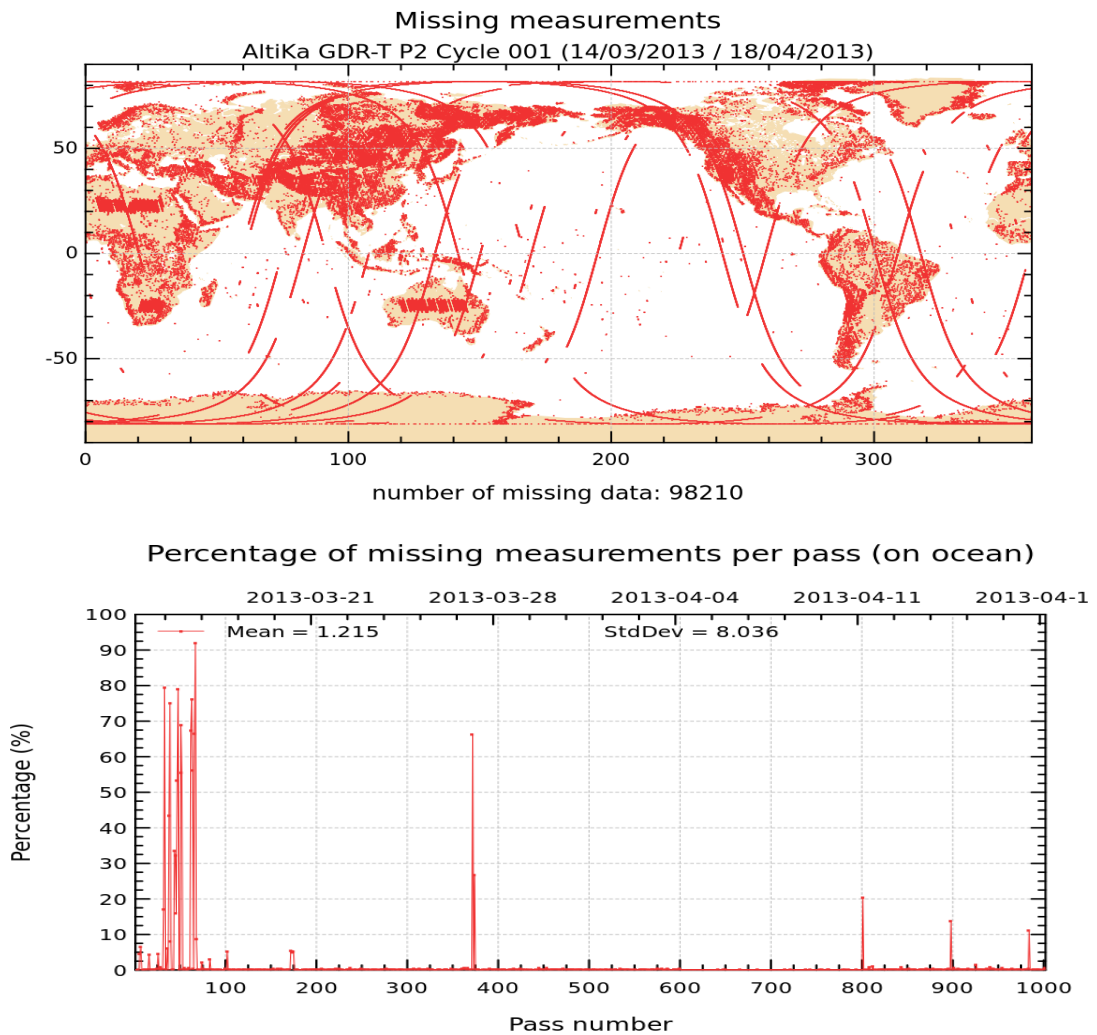 Missing measurements
AltiKa GDR-T P2 Cycle 001 (14/03/2013 / 18/04/2013)
50
0
-50
0 100 200 300
number of missing data: 98210
Percentage of missing measurements per pass (on ocean)
2013-03-21 2013-03-28 2013-04-04 2013-04-11 2013-04-1
Mean = 1.215 StdDev = 8.036
100
90
80
70
60
50
40
30
20
10
0
Percentage (%)
100 200 300 400 500 600 700 800 900 1000
Pass number